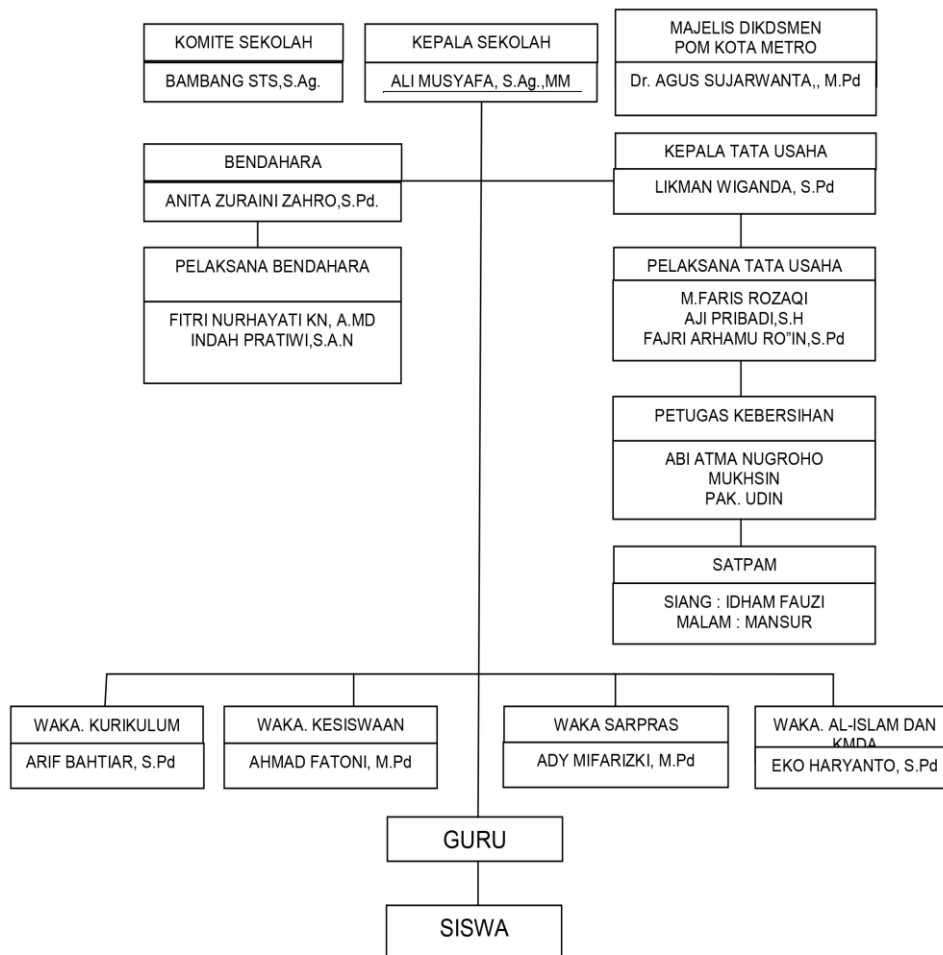 KOMITE SEKOLAH
BAMBANG STS,S.Ag.
KEPALA SEKOLAH
ALI MUSYAFA, S.Ag.,MM
MAJELIS DIKDSMEN
POM KOTA METRO
Dr. AGUS SUJARWANTA,, M.Pd
BENDAHARA
ANITA ZURAINI ZAHRO,S.Pd.
KEPALA TATA USAHA
LIKMAN WIGANDA, S.Pd
PELAKSANA BENDAHARA
FITRI NURHAYATI KN, A.MD
INDAH PRATIWI,S.A.N
PELAKSANA TATA USAHA
M.FARIS ROZAQI
AJI PRIBADI,S.H
FAJRI ARHAMU RO”IN,S.Pd
PETUGAS KEBERSIHAN
ABI ATMA NUGROHO
MUKHSIN
PAK. UDIN
SATPAM
SIANG : IDHAM FAUZI
MALAM : MANSUR
WAKA. KURIKULUM
ARIF BAHTIAR, S.Pd
WAKA. KESISWAAN
AHMAD FATONI, M.Pd
WAKA SARPRAS
ADY MIFARIZKI, M.Pd
WAKA. AL-ISLAM DAN
KMDA
EKO HARYANTO, S.Pd
GURU
SISWA